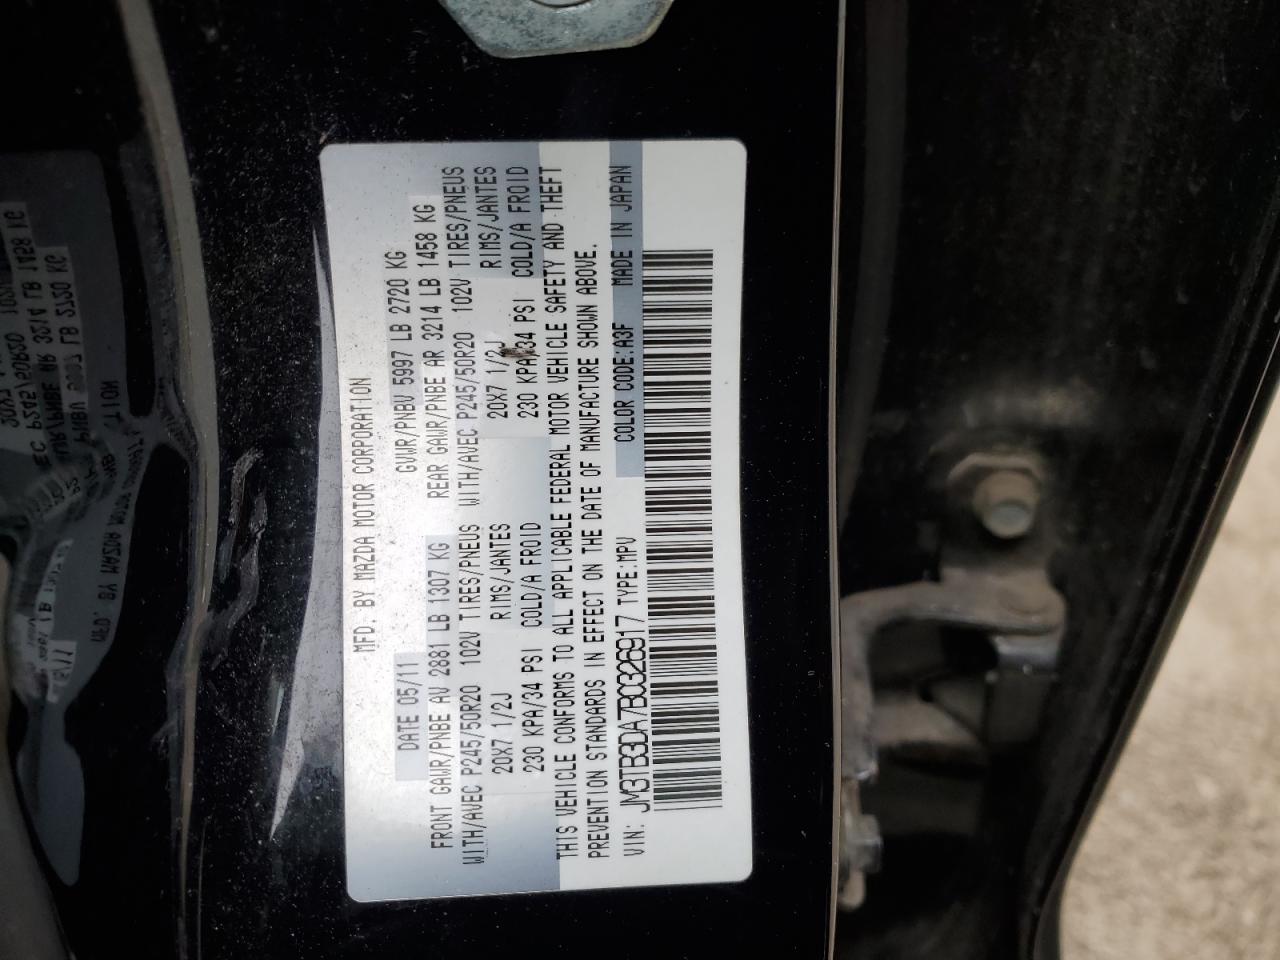 MFD. BY MAZDA MOTOR CORPORATION
DATE 05/11 GVWR/PNBV 5997 LB 2720 KG
FRONT GAWR/PNBE AV 2881 LB 1307 KG REAR GAWR/PNBE AR 3214 LB 1458 KG
WITH/AVEC P245/50R20 102V TIRES/PNEUS WITH/AVEC P245/50R20 102V TIRES/PNEUS
20X7 1/2J RIMS/JANTES 20X7 1/2J RIMS/JANTES
230 KPA/34 PSI COLD/A FROID 230 KPA/34 PSI COLD/A FROID
THIS VEHICLE CONFORMS TO ALL APPLICABLE FEDERAL MOTOR VEHICLE SAFETY AND THEFT
PREVENTION STANDARDS IN EFFECT ON THE DATE OF MANUFACTURE SHOWN ABOVE.
COLOR CODE:A3F MADE IN JAPAN
VIN: JM3TB3DA7B0326917 TYPE:MPV